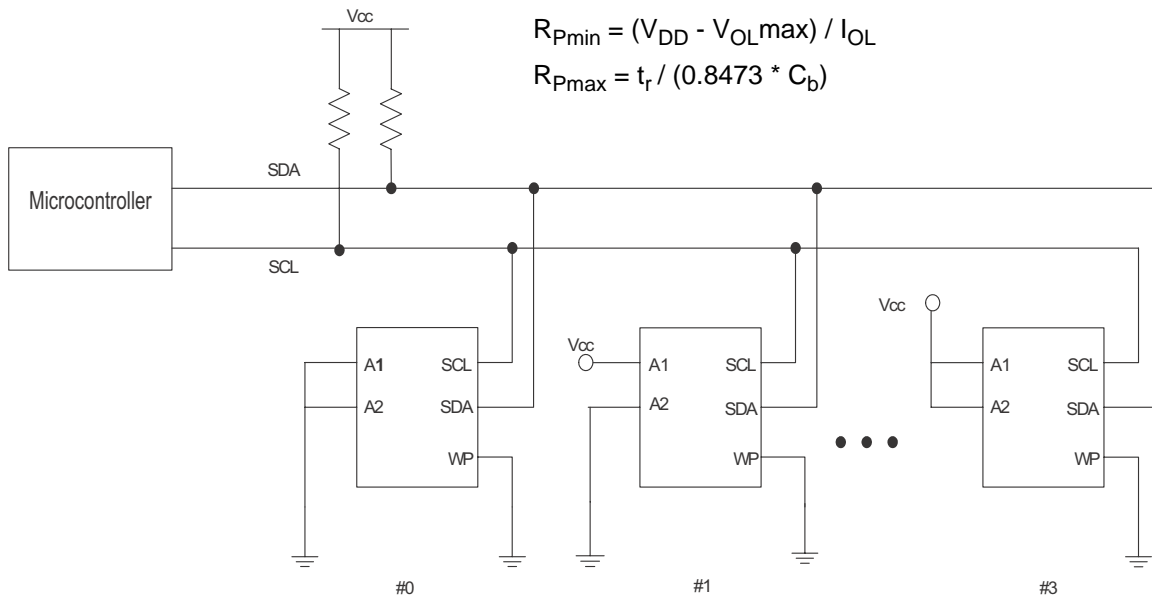 Vcc
R_Pmin = (V_DD - V_OLmax) / I_OL
R_Pmax = t_r / (0.8473 * C_b)
SDA
Microcontroller
SCL
Vcc
Vcc
A1 SCL
A1 SCL
A1 SCL
A2 SDA
A2 SDA
A2 SDA
WP
WP
WP
#0
#1
#3